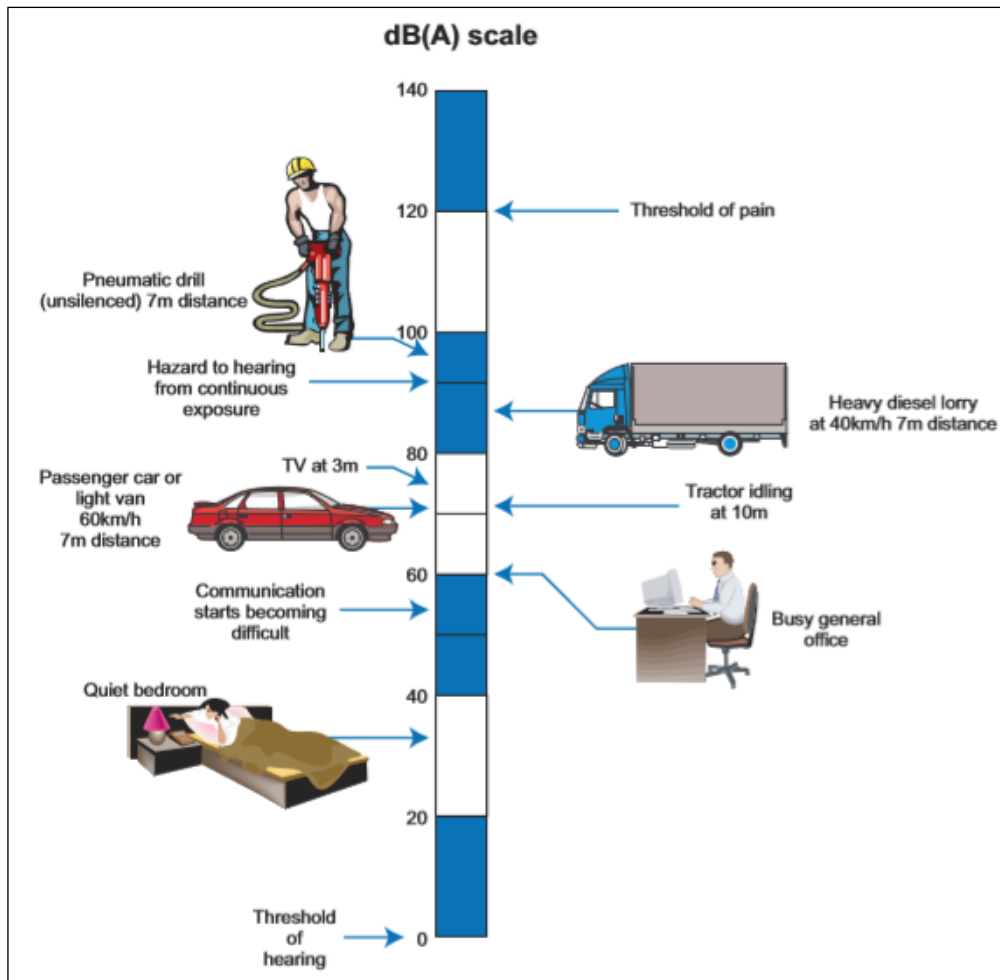 dB(A) scale
140
120
Threshold of pain
Pneumatic drill
(unsilenced) 7m distance
100
Hazard to hearing
from continuous
exposure
Heavy diesel lorry
at 40km/h 7m distance
80
TV at 3m
Passenger car or
light van
60km/h
7m distance
Tractor idling
at 10m
60
Communication
starts becoming
difficult
Busy general
office
Quiet bedroom
40
20
Threshold
of
hearing
0